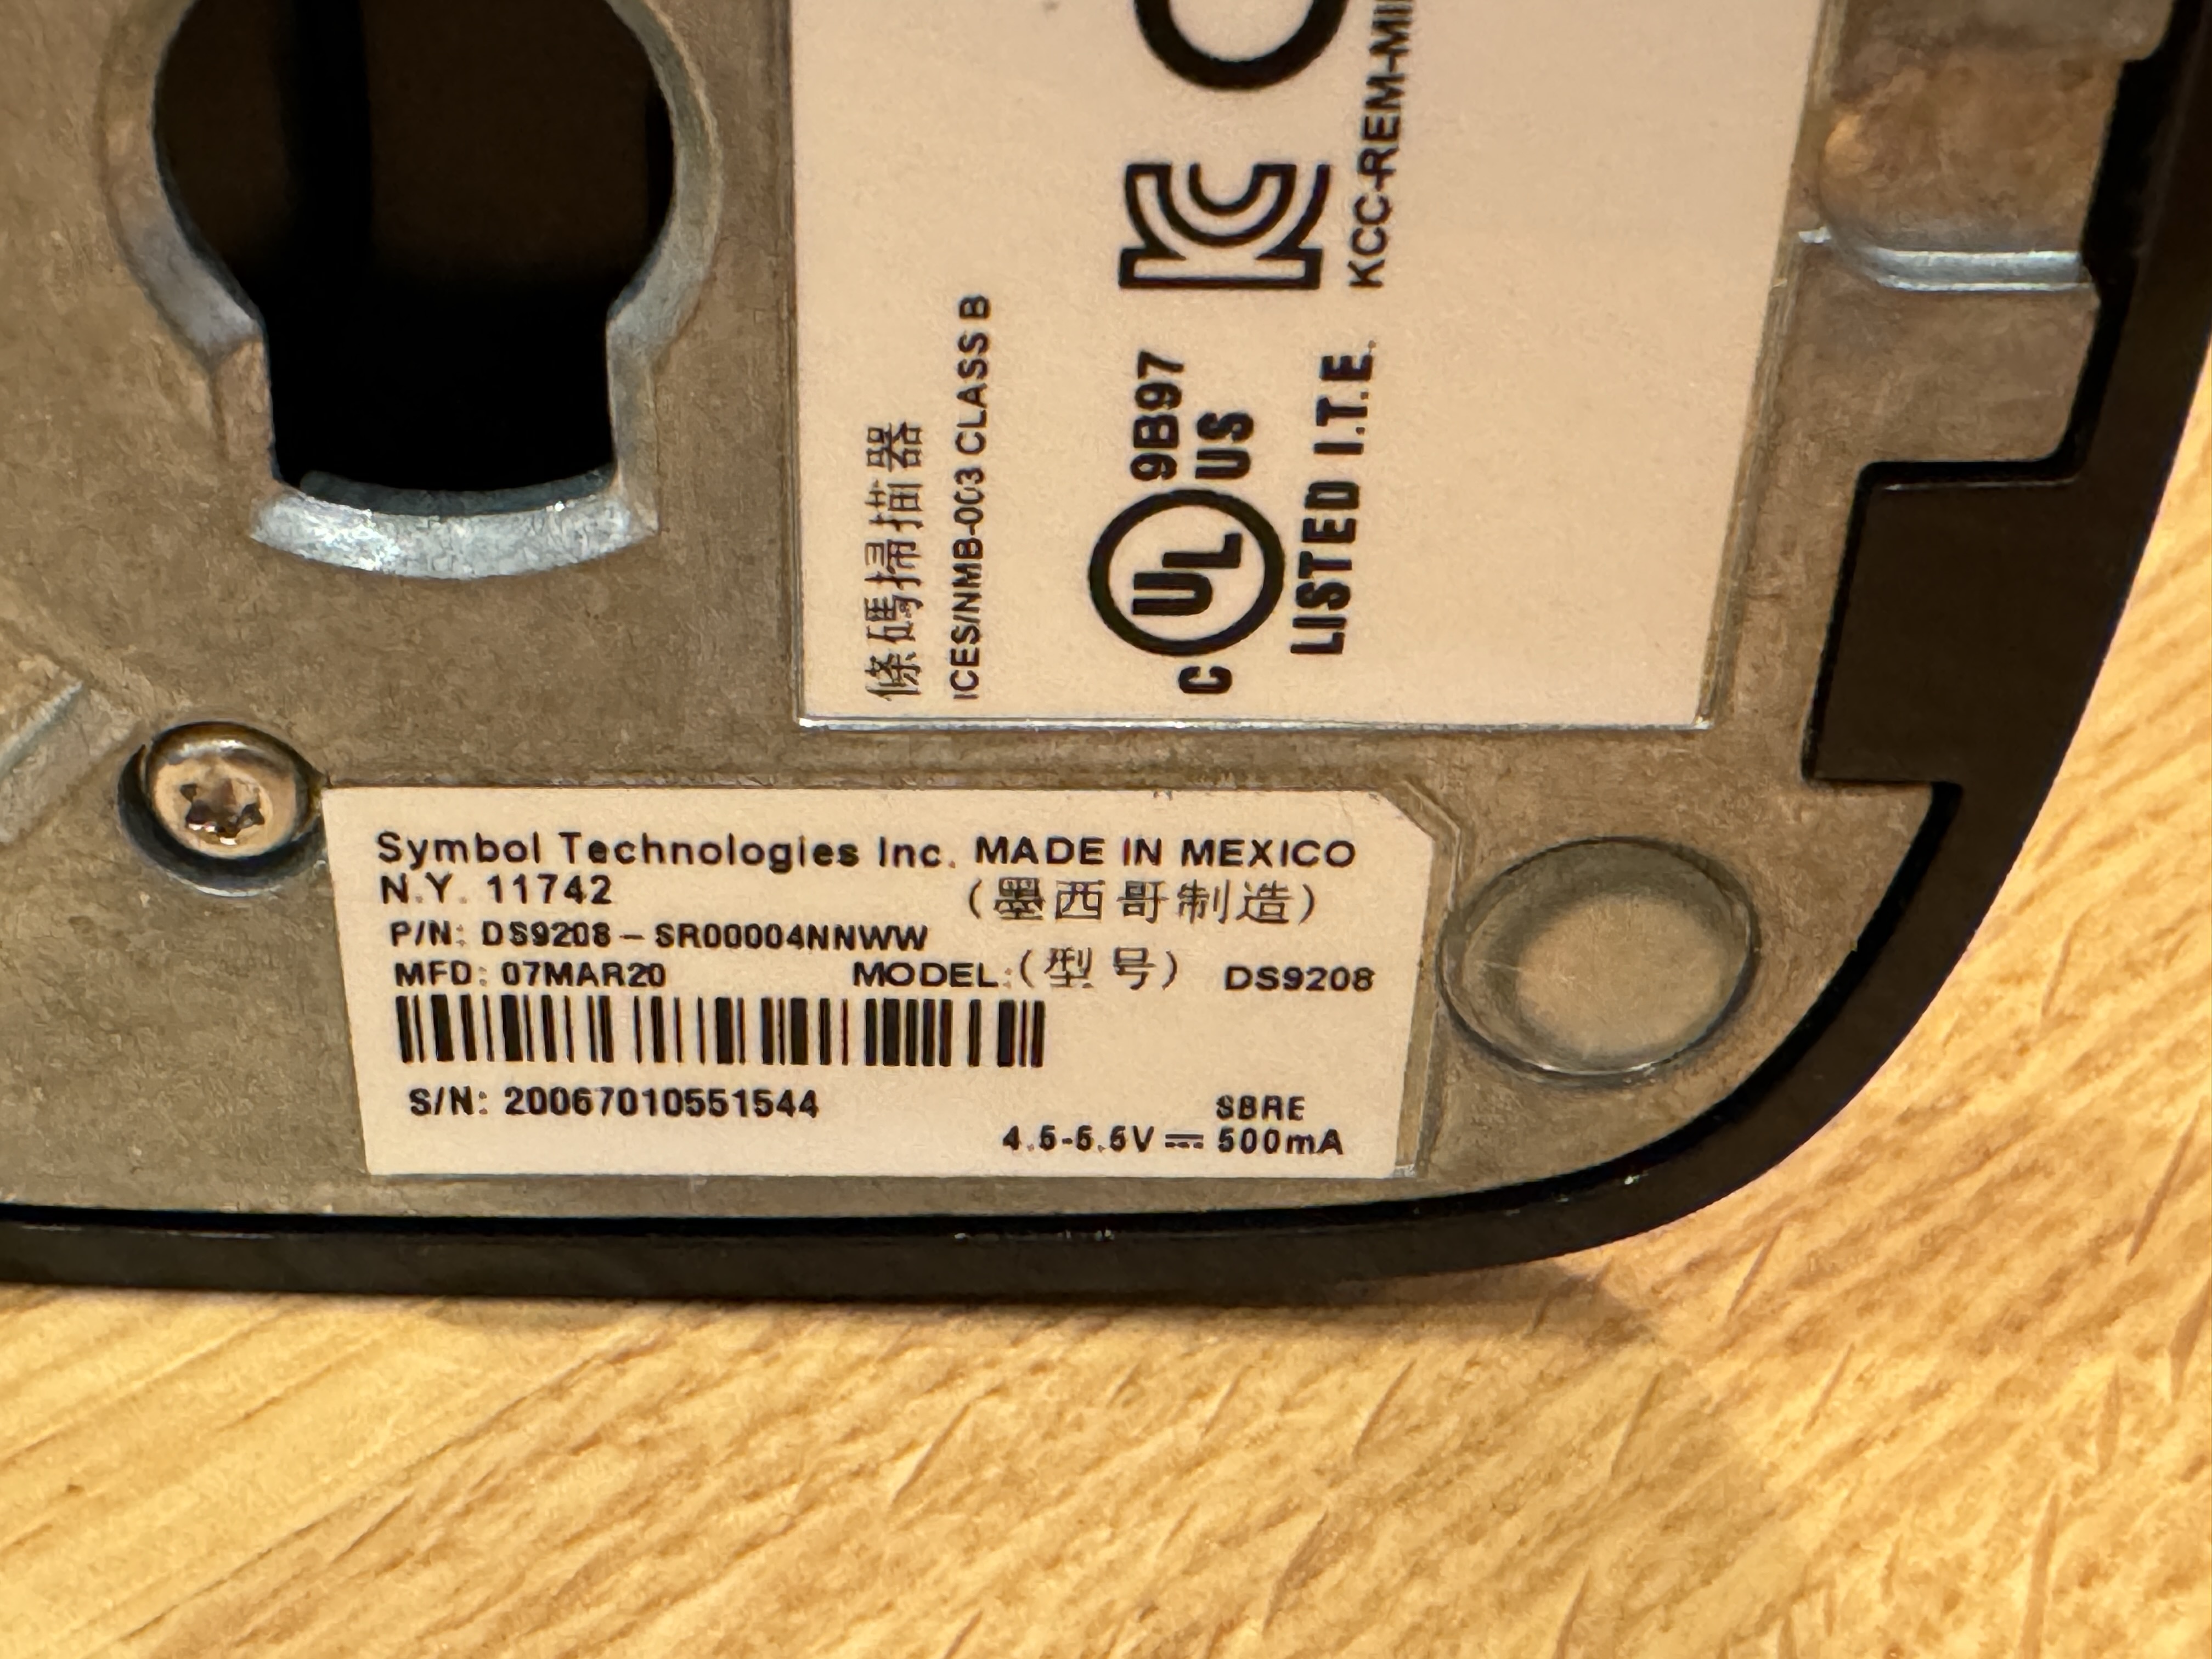 條碼掃描器
ICES/NMB-003 CLASS B
C UL US 9B97
LISTED I.T.E.
KC
KCC-REM-MI
Symbol Technologies Inc. MADE IN MEXICO
N.Y. 11742 (墨西哥制造)
P/N: DS9208-SR00004NNWW
MFD: 07MAR20 MODEL:(型号) DS9208
S/N: 20067010551544
SBRE
4.5-5.5V 500mA